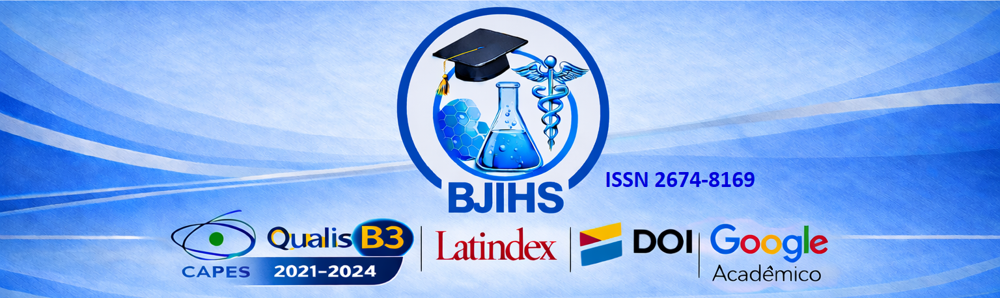 BJIHS
ISSN 2674-8169
CAPES
Qualis B3
2021-2024
Latindex
DOI
Google
Acadêmico